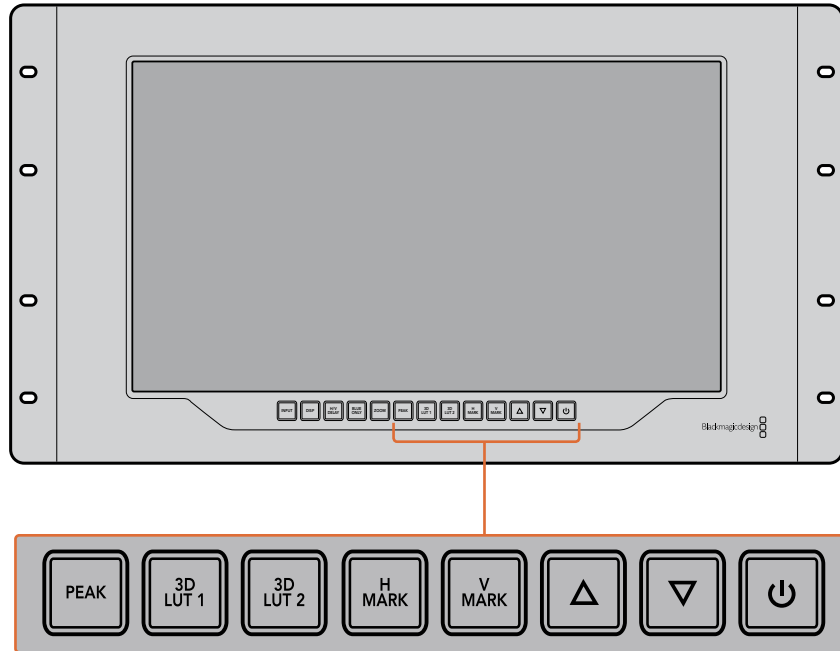 INPUT DISP H/V DELAY BLUE ONLY ZOOM PEAK 3D LUT 1 3D LUT 2 H MARK V MARK
Blackmagicdesign
PEAK
3D
LUT 1
3D
LUT 2
H
MARK
V
MARK